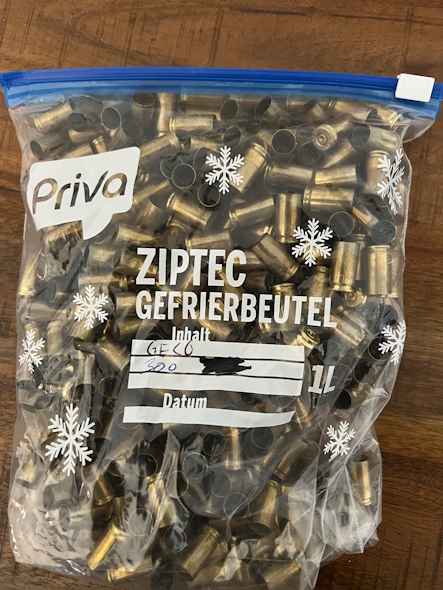 Priva
ZIPTEC
GEFRIERBEUTEL
Inhalt
GECO
500
1L
Datum